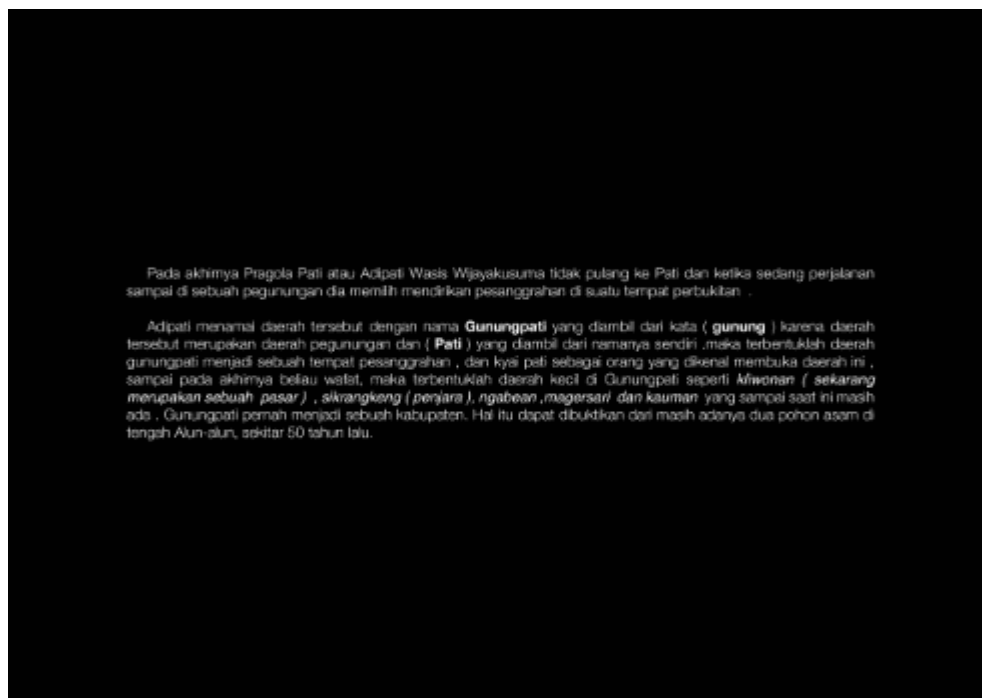 Pada akhirnya Pragola Pati atau Adipati Wasis Wijayakusuma tidak pulang ke Pati dan ketika sedang perjalanan
sampai di sebuah pegunungan dia memilih mendirikan pesanggrahan di suatu tempat perbukitan .
Adipati menamai daerah tersebut dengan nama Gunungpati yang diambil dari kata ( gunung ) karena daerah
tersebut merupakan daerah pegunungan dan ( Pati ) yang diambil dari namanya sendiri ,maka terbentuklah daerah
gunungpati menjadi sebuah tempat pesanggrahan , dan kyai pati sebagai orang yang dikenal membuka daerah ini ,
sampai pada akhirnya beliau wafat, maka terbentuklah daerah kecil di Gunungpati seperti kliwonan ( sekarang
merupakan sebuah pasar ) , sikrangkeng ( penjara ), ngabean ,magersari dan kauman yang sampai saat ini masih
ada . Gunungpati pernah menjadi sebuah kabupaten. Hal itu dapat dibuktikan dari masih adanya dua pohon asam di
tengah Alun-alun, sekitar 50 tahun lalu.